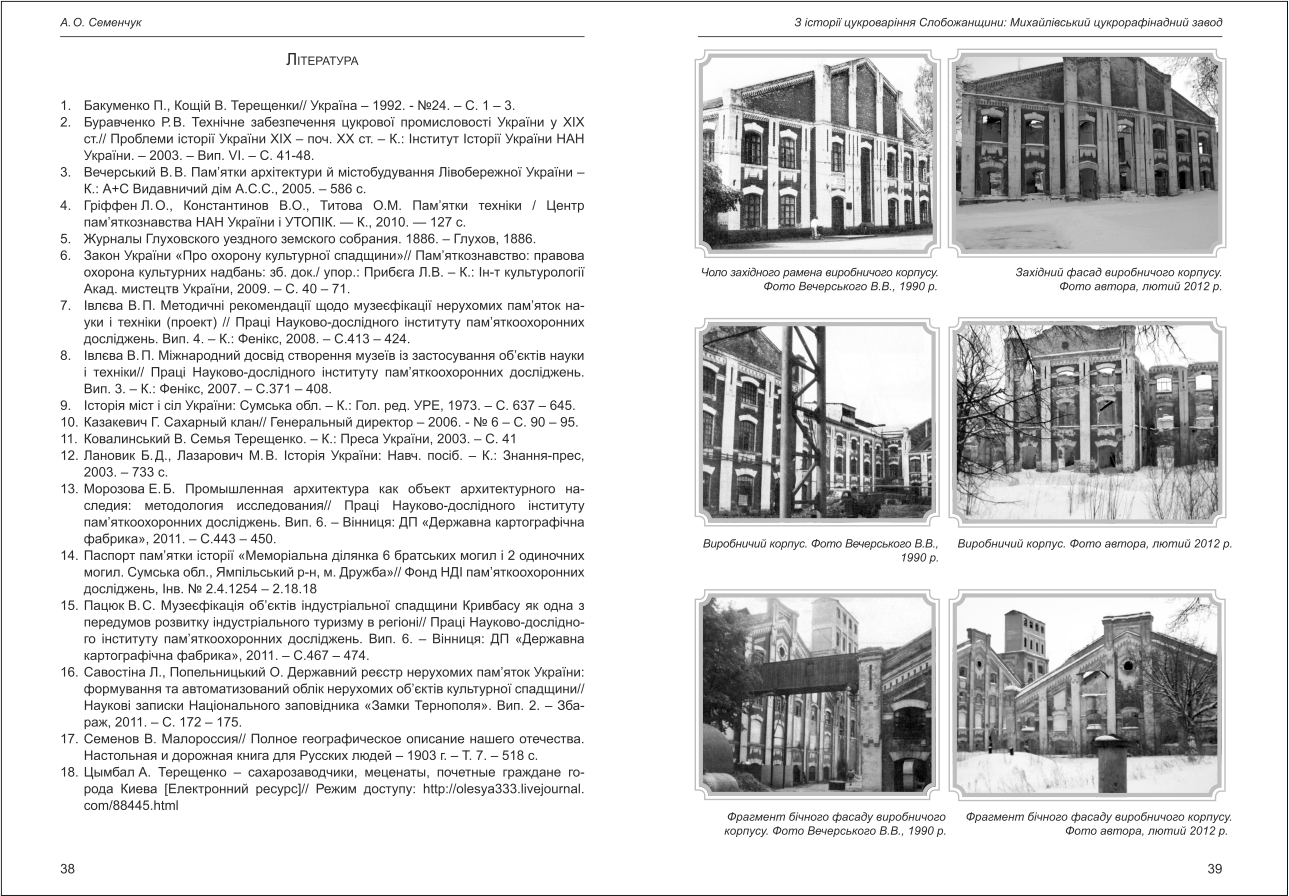 А. О. Семенчук
Література
1. Бакуменко П., Кощій В. Терещенки// Україна – 1992. - №24. – С. 1 – 3.
2. Буравченко Р.В. Технічне забезпечення цукрової промисловості України у ХІХ
ст.// Проблеми історії України ХІХ – поч. ХХ ст. – К.: Інститут Історії України НАН
України. – 2003. – Вип. VI. – С. 41-48.
3. Вечерський В.В. Пам’ятки архітектури й містобудування Лівобережної України –
К.: А+С Видавничий дім А.С.С., 2005. – 586 с.
4. Гріффен Л.О., Константинов В.О., Титова О.М. Пам’ятки техніки / Центр
пам’яткознавства НАН України і УТОПІК. — К., 2010. — 127 с.
5. Журналы Глуховского уездного земского собрания. 1886. – Глухов, 1886.
6. Закон України «Про охорону культурної спадщини»// Пам’яткознавство: правова
охорона культурних надбань: зб. док./ упор.: Прибєга Л.В. – К.: Ін-т культурології
Акад. мистецтв України, 2009. – С. 40 – 71.
7. Івлєва В.П. Методичні рекомендації щодо музеєфікації нерухомих пам’яток на-
уки і техніки (проект) // Праці Науково-дослідного інституту пам’яткоохоронних
досліджень. Вип. 4. – К.: Фенікс, 2008. – С.413 – 424.
8. Івлєва В.П. Міжнародний досвід створення музеїв із застосування об’єктів науки
і техніки// Праці Науково-дослідного інституту пам’яткоохоронних досліджень.
Вип. 3. – К.: Фенікс, 2007. – С.371 – 408.
9. Історія міст і сіл України: Сумська обл. – К.: Гол. ред. УРЕ, 1973. – С. 637 – 645.
10. Казакевич Г. Сахарный клан// Генеральный директор – 2006. - № 6 – С. 90 – 95.
11. Ковалинський В. Семья Терещенко. – К.: Преса України, 2003. – С. 41
12. Лановик Б.Д., Лазарович М.В. Історія України: Навч. посіб. – К.: Знання-прес,
2003. – 733 с.
13. Морозова Е.Б. Промышленная архитектура как объект архитектурного на-
следия: методология исследования// Праці Науково-дослідного інституту
пам’яткоохоронних досліджень. Вип. 6. – Вінниця: ДП «Державна картографічна
фабрика», 2011. – С.443 – 450.
14. Паспорт пам’ятки історії «Меморіальна ділянка 6 братських могил і 2 одиночних
могил. Сумська обл., Ямпільський р-н, м. Дружба»// Фонд НДІ пам’яткоохоронних
досліджень, Інв. № 2.4.1254 – 2.18.18
15. Пацюк В.С. Музеєфікація об’єктів індустріальної спадщини Кривбасу як одна з
передумов розвитку індустріального туризму в регіоні// Праці Науково-дослідно-
го інституту пам’яткоохоронних досліджень. Вип. 6. – Вінниця: ДП «Державна
картографічна фабрика», 2011. – С.467 – 474.
16. Савостіна Л., Попельницький О. Державний реєстр нерухомих пам’яток України:
формування та автоматизований облік нерухомих об’єктів культурної спадщини//
Наукові записки Національного заповідника «Замки Тернополя». Вип. 2. – Зба-
раж, 2011. – С. 172 – 175.
17. Семенов В. Малороссия// Полное географическое описание нашего отечества.
Настольная и дорожная книга для Русских людей – 1903 г. – Т. 7. – 518 с.
18. Цымбал А. Терещенко – сахарозаводчики, меценаты, почетные граждане го-
рода Киева [Електронний ресурс]// Режим доступу: http://olesya333.livejournal.
com/88445.html
38
З історії цукроваріння Слобожанщини: Михайлівський цукрорафінадний завод
Чоло західного рамена виробничого корпусу.
Фото Вечерського В.В., 1990 р.
Західний фасад виробничого корпусу.
Фото автора, лютий 2012 р.
Виробничий корпус. Фото Вечерського В.В.,
1990 р.
Виробничий корпус. Фото автора, лютий 2012 р.
Фрагмент бічного фасаду виробничого
корпусу. Фото Вечерського В.В., 1990 р.
Фрагмент бічного фасаду виробничого корпусу.
Фото автора, лютий 2012 р.
39